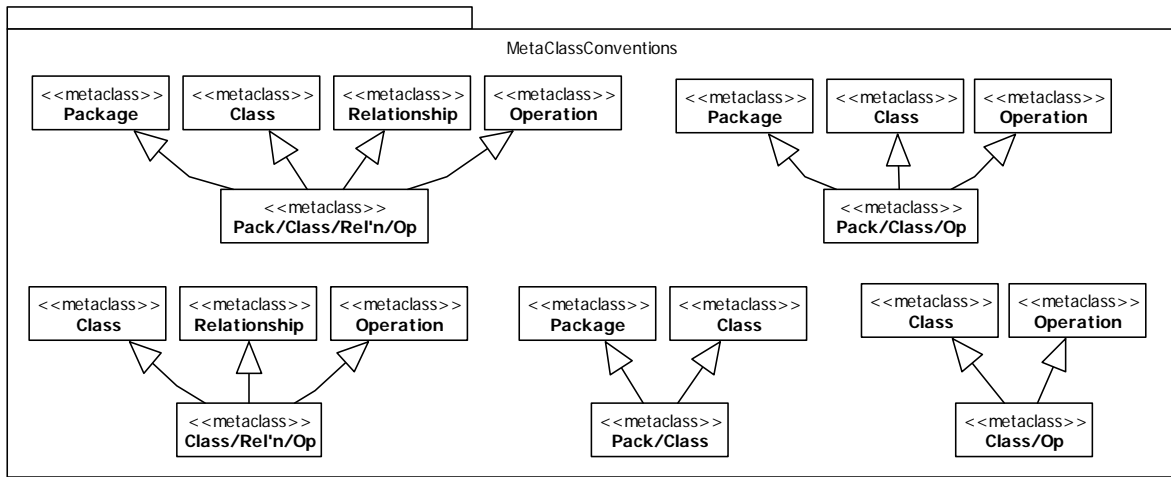 MetaClassConventions
<<metaclass>>
Package
<<metaclass>>
Class
<<metaclass>>
Relationship
<<metaclass>>
Operation
<<metaclass>>
Pack/Class/Rel'n/Op
<<metaclass>>
Package
<<metaclass>>
Class
<<metaclass>>
Operation
<<metaclass>>
Pack/Class/Op
<<metaclass>>
Class
<<metaclass>>
Relationship
<<metaclass>>
Operation
<<metaclass>>
Class/Rel'n/Op
<<metaclass>>
Package
<<metaclass>>
Class
<<metaclass>>
Pack/Class
<<metaclass>>
Class
<<metaclass>>
Operation
<<metaclass>>
Class/Op